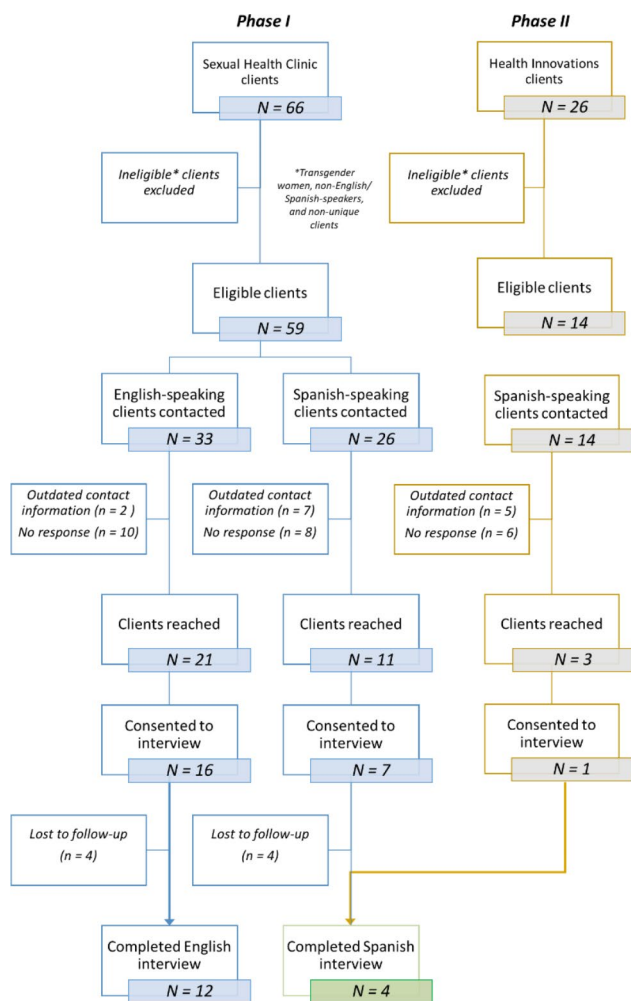 Phase I
Phase II
Sexual Health Clinic
clients
N = 66
Health Innovations
clients
N = 26
Ineligible* clients
excluded
*Transgender
women, non-English/
Spanish-speakers,
and non-unique
clients
Ineligible* clients
excluded
Eligible clients
N = 59
Eligible clients
N = 14
English-speaking
clients contacted
N = 33
Spanish-speaking
clients contacted
N = 26
Spanish-speaking
clients contacted
N = 14
Outdated contact
information (n = 2 )
No response (n = 10)
Outdated contact
information (n = 7)
No response (n = 8)
Outdated contact
information (n = 5)
No response (n = 6)
Clients reached
N = 21
Clients reached
N = 11
Clients reached
N = 3
Consented to
interview
N = 16
Consented to
interview
N = 7
Consented to
interview
N = 1
Lost to follow-up
(n = 4)
Lost to follow-up
(n = 4)
Completed English
interview
N = 12
Completed Spanish
interview
N = 4